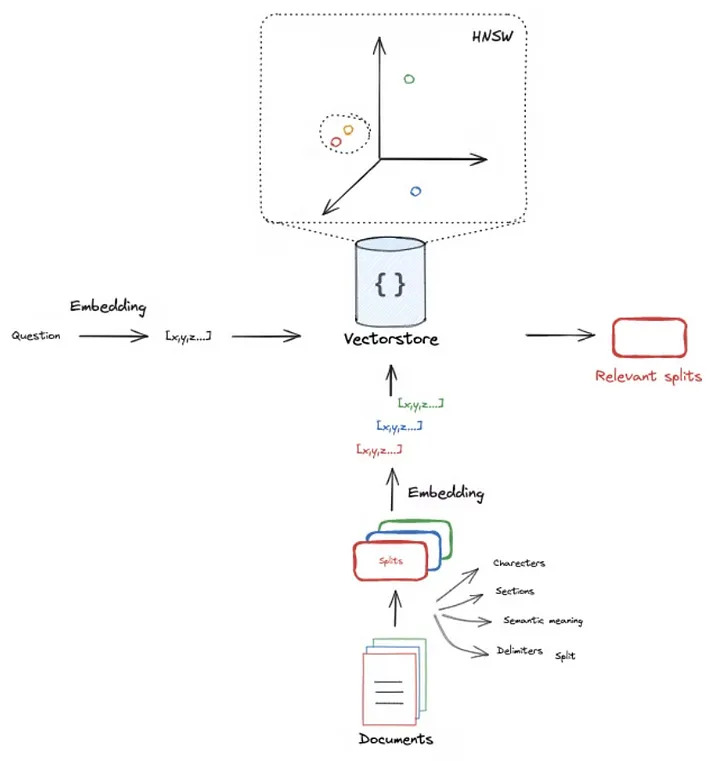 HNSW
{ }
Embedding
Question
[x,y,z...]
Vectorstore
Relevant splits
[x,y,z...]
[x,y,z...]
[x,y,z...]
Embedding
Splits
Charecters
Sections
Semantic meaning
Delimiters Split
Documents